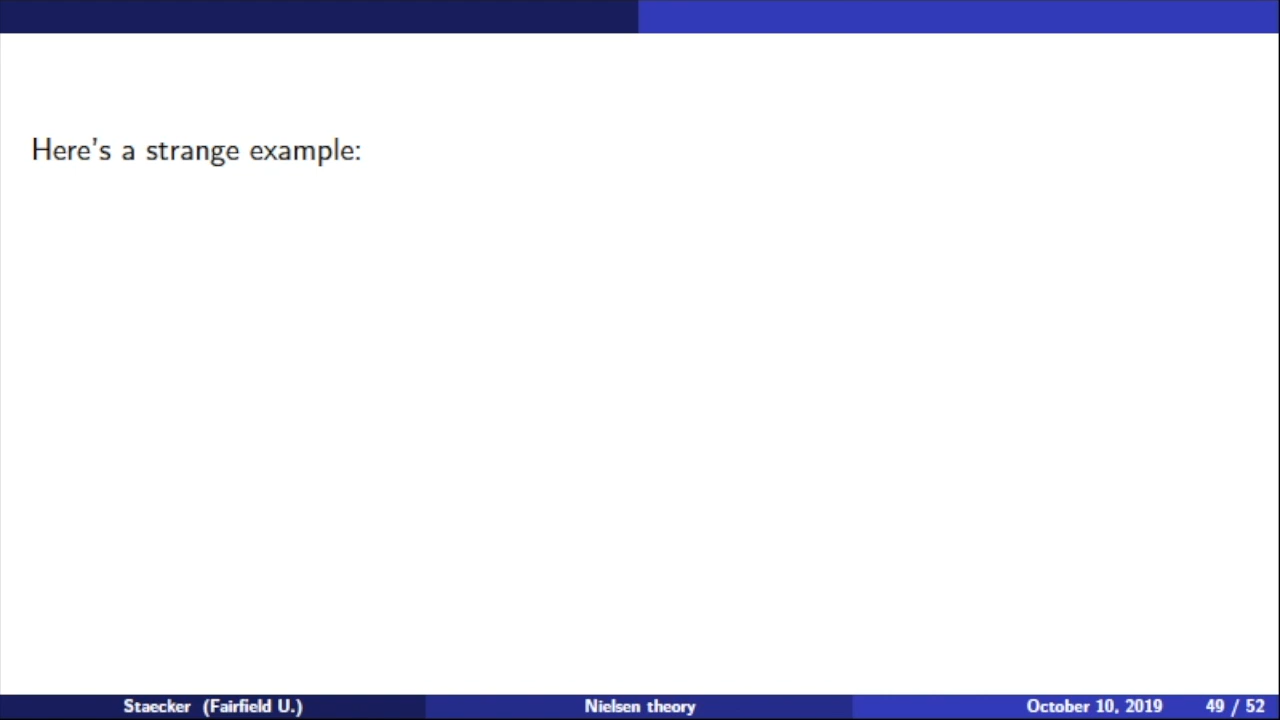 Here's a strange example:
Staecker (Fairfield U.) Nielsen theory October 10, 2019 49 / 52